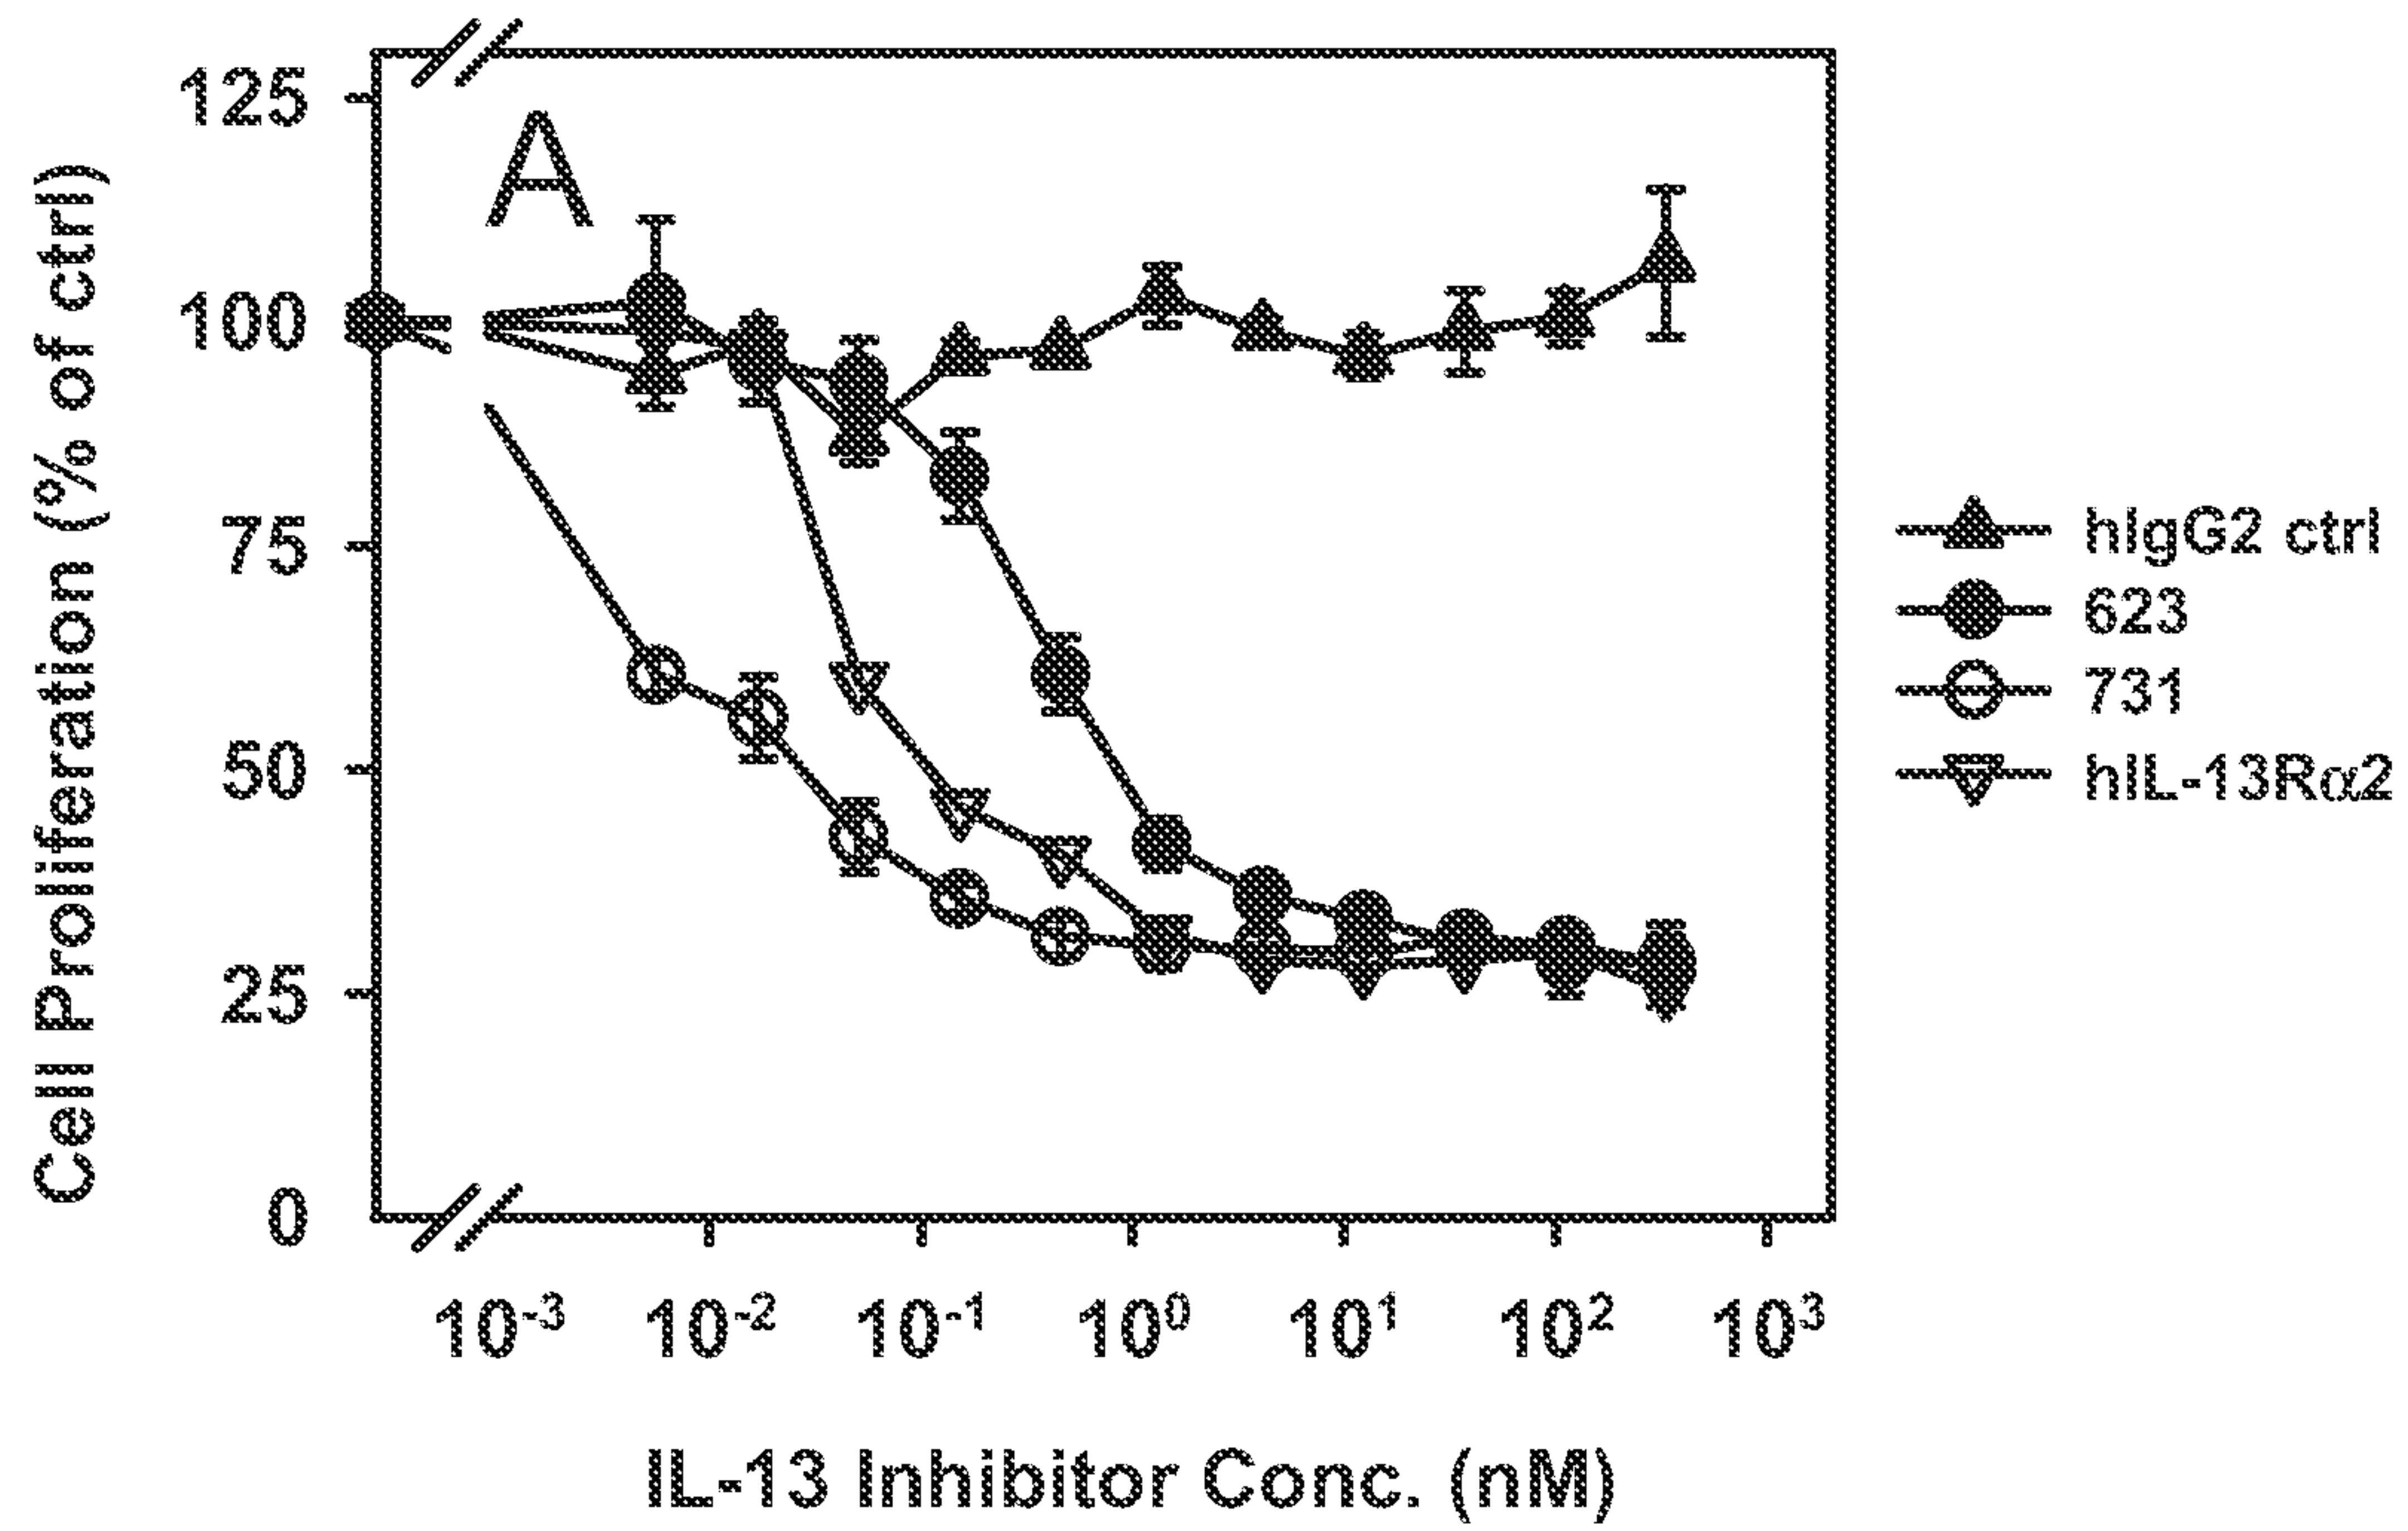 A
Cell Proliferation (% of ctrl)
125
100
75
50
25
0
10⁻³ 10⁻² 10⁻¹ 10⁰ 10¹ 10² 10³
IL-13 Inhibitor Conc. (nM)
hIgG2 ctrl
623
731
hIL-13Rα2